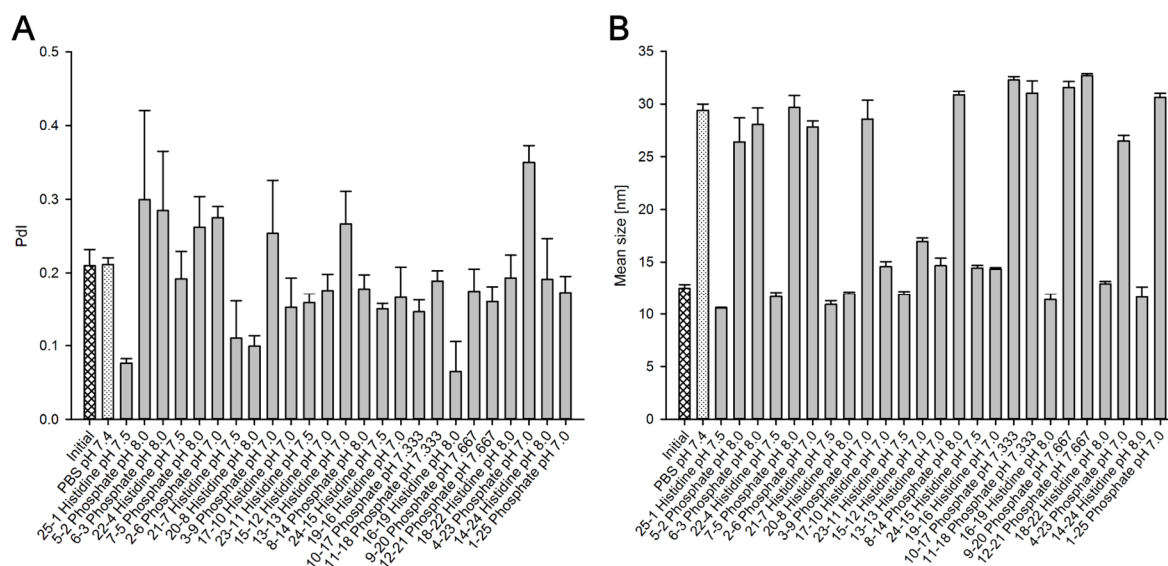 A
PdI
0.5
0.4
0.3
0.2
0.1
0.0
Initial
PBS pH 7.4
25-1 Histidine pH 7.5
5-2 Phosphate pH 8.0
6-3 Phosphate pH 8.0
22-4 Histidine pH 7.5
7-5 Phosphate pH 8.0
2-6 Phosphate pH 7.0
21-7 Histidine pH 7.5
20-8 Histidine pH 8.0
3-9 Phosphate pH 7.0
17-10 Histidine pH 7.0
23-11 Histidine pH 7.5
15-12 Histidine pH 7.0
13-13 Histidine pH 7.0
8-14 Phosphate pH 8.0
24-15 Histidine pH 7.5
19-16 Histidine pH 7.0
10-17 Phosphate pH 7.333
11-18 Phosphate pH 7.333
16-19 Histidine pH 8.0
9-20 Phosphate pH 7.667
12-21 Phosphate pH 7.667
18-22 Histidine pH 8.0
4-23 Phosphate pH 7.0
14-24 Histidine pH 8.0
1-25 Phosphate pH 7.0
B
Mean size [nm]
35
30
25
20
15
10
5
0
Initial
PBS pH 7.4
25-1 Histidine pH 7.5
5-2 Phosphate pH 8.0
6-3 Phosphate pH 8.0
22-4 Histidine pH 7.5
7-5 Phosphate pH 8.0
2-6 Phosphate pH 7.0
21-7 Histidine pH 7.5
20-8 Histidine pH 8.0
3-9 Phosphate pH 7.0
17-10 Histidine pH 7.0
23-11 Histidine pH 7.5
15-12 Histidine pH 7.0
13-13 Histidine pH 7.0
8-14 Phosphate pH 8.0
24-15 Histidine pH 7.5
19-16 Histidine pH 7.0
10-17 Phosphate pH 7.333
11-18 Phosphate pH 7.333
16-19 Histidine pH 8.0
9-20 Phosphate pH 7.667
12-21 Phosphate pH 7.667
18-22 Histidine pH 8.0
4-23 Phosphate pH 7.0
14-24 Histidine pH 8.0
1-25 Phosphate pH 7.0